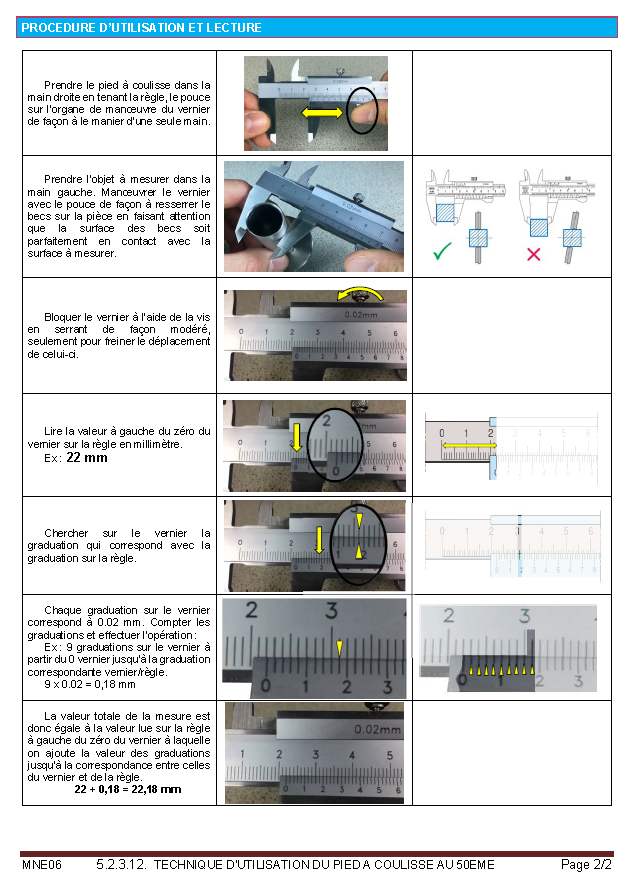 PROCEDURE D'UTILISATION ET LECTURE
Prendre le pied à coulisse dans la
main droite en tenant la règle, le pouce
sur l'organe de manœuvre du vernier
de façon à le manier d'une seule main.
Prendre l'objet à mesurer dans la
main gauche. Manœuvrer le vernier
avec le pouce de façon à resserrer le
becs sur la pièce en faisant attention
que la surface des becs soit
parfaitement en contact avec la
surface à mesurer.
Bloquer le vernier à l'aide de la vis
en serrant de façon modéré,
seulement pour freiner le déplacement
de celui-ci.
0.02mm
Lire la valeur à gauche du zéro du
vernier sur la règle en millimètre.
Ex : 22 mm
Chercher sur le vernier la
graduation qui correspond avec la
graduation sur la règle.
Chaque graduation sur le vernier
correspond à 0.02 mm. Compter les
graduations et effectuer l'opération :
Ex : 9 graduations sur le vernier à
partir du 0 vernier jusqu'à la graduation
correspondante vernier/règle.
9 x 0.02 = 0,18 mm
2 3
0 1 2 3
2 3
0 1 2
La valeur totale de la mesure est
donc égale à la valeur lue sur la règle
à gauche du zéro du vernier à laquelle
on ajoute la valeur des graduations
jusqu'à la correspondance entre celles
du vernier et de la règle.
22 + 0,18 = 22,18 mm
0.02mm
1 2 3 4 5
0 1 2 3 4 5 6
MNE06 5.2.3.12. TECHNIQUE D'UTILISATION DU PIED A COULISSE AU 50EME Page 2/2